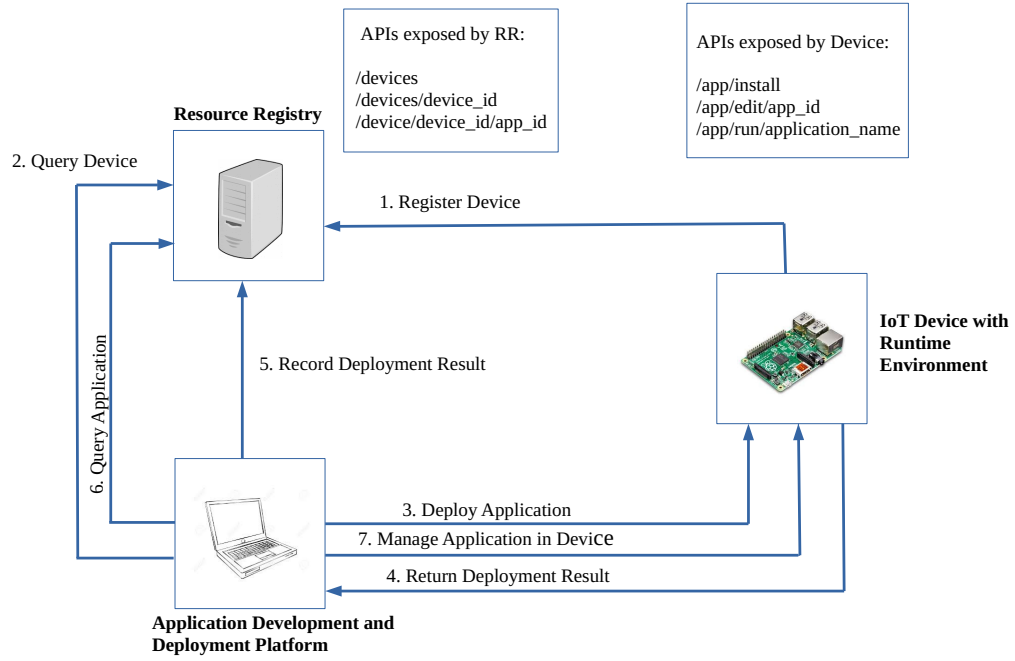 APIs exposed by RR:
/devices
/devices/device_id
/device/device_id/app_id
APIs exposed by Device:
/app/install
/app/edit/app_id
/app/run/application_name
Resource Registry
2. Query Device
1. Register Device
IoT Device with
Runtime
Environment
5. Record Deployment Result
6. Query Application
3. Deploy Application
7. Manage Application in Device
4. Return Deployment Result
Application Development and
Deployment Platform